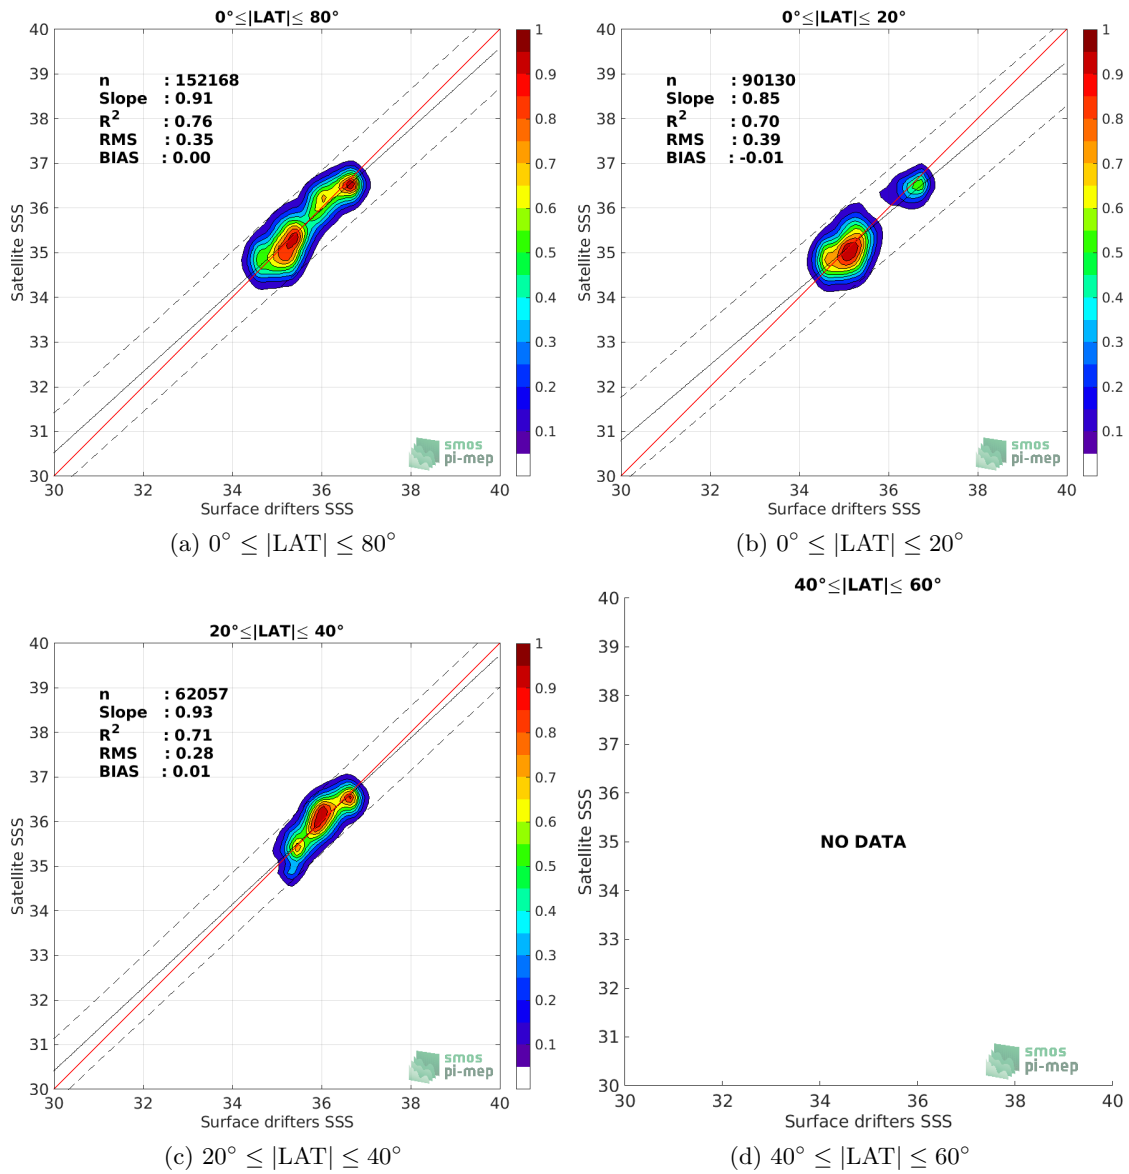 0°≤|LAT|≤ 80°
40
39
38
37
36
35
34
33
32
31
30
n : 152168
Slope : 0.91
R2 : 0.76
RMS : 0.35
BIAS : 0.00
Satellite SSS
30 32 34 36 38 40
Surface drifters SSS
1
0.9
0.8
0.7
0.6
0.5
0.4
0.3
0.2
0.1
smos
pi-mep
(a) 0° ≤ |LAT| ≤ 80°
0°≤|LAT|≤ 20°
40
39
38
37
36
35
34
33
32
31
30
n : 90130
Slope : 0.85
R2 : 0.70
RMS : 0.39
BIAS : -0.01
Satellite SSS
30 32 34 36 38 40
Surface drifters SSS
1
0.9
0.8
0.7
0.6
0.5
0.4
0.3
0.2
0.1
smos
pi-mep
(b) 0° ≤ |LAT| ≤ 20°
20°≤|LAT|≤ 40°
40
39
38
37
36
35
34
33
32
31
30
n : 62057
Slope : 0.93
R2 : 0.71
RMS : 0.28
BIAS : 0.01
Satellite SSS
30 32 34 36 38 40
Surface drifters SSS
1
0.9
0.8
0.7
0.6
0.5
0.4
0.3
0.2
0.1
smos
pi-mep
(c) 20° ≤ |LAT| ≤ 40°
40°≤|LAT|≤ 60°
40
39
38
37
36
35
34
33
32
31
30
NO DATA
Satellite SSS
30 32 34 36 38 40
Surface drifters SSS
smos
pi-mep
(d) 40° ≤ |LAT| ≤ 60°